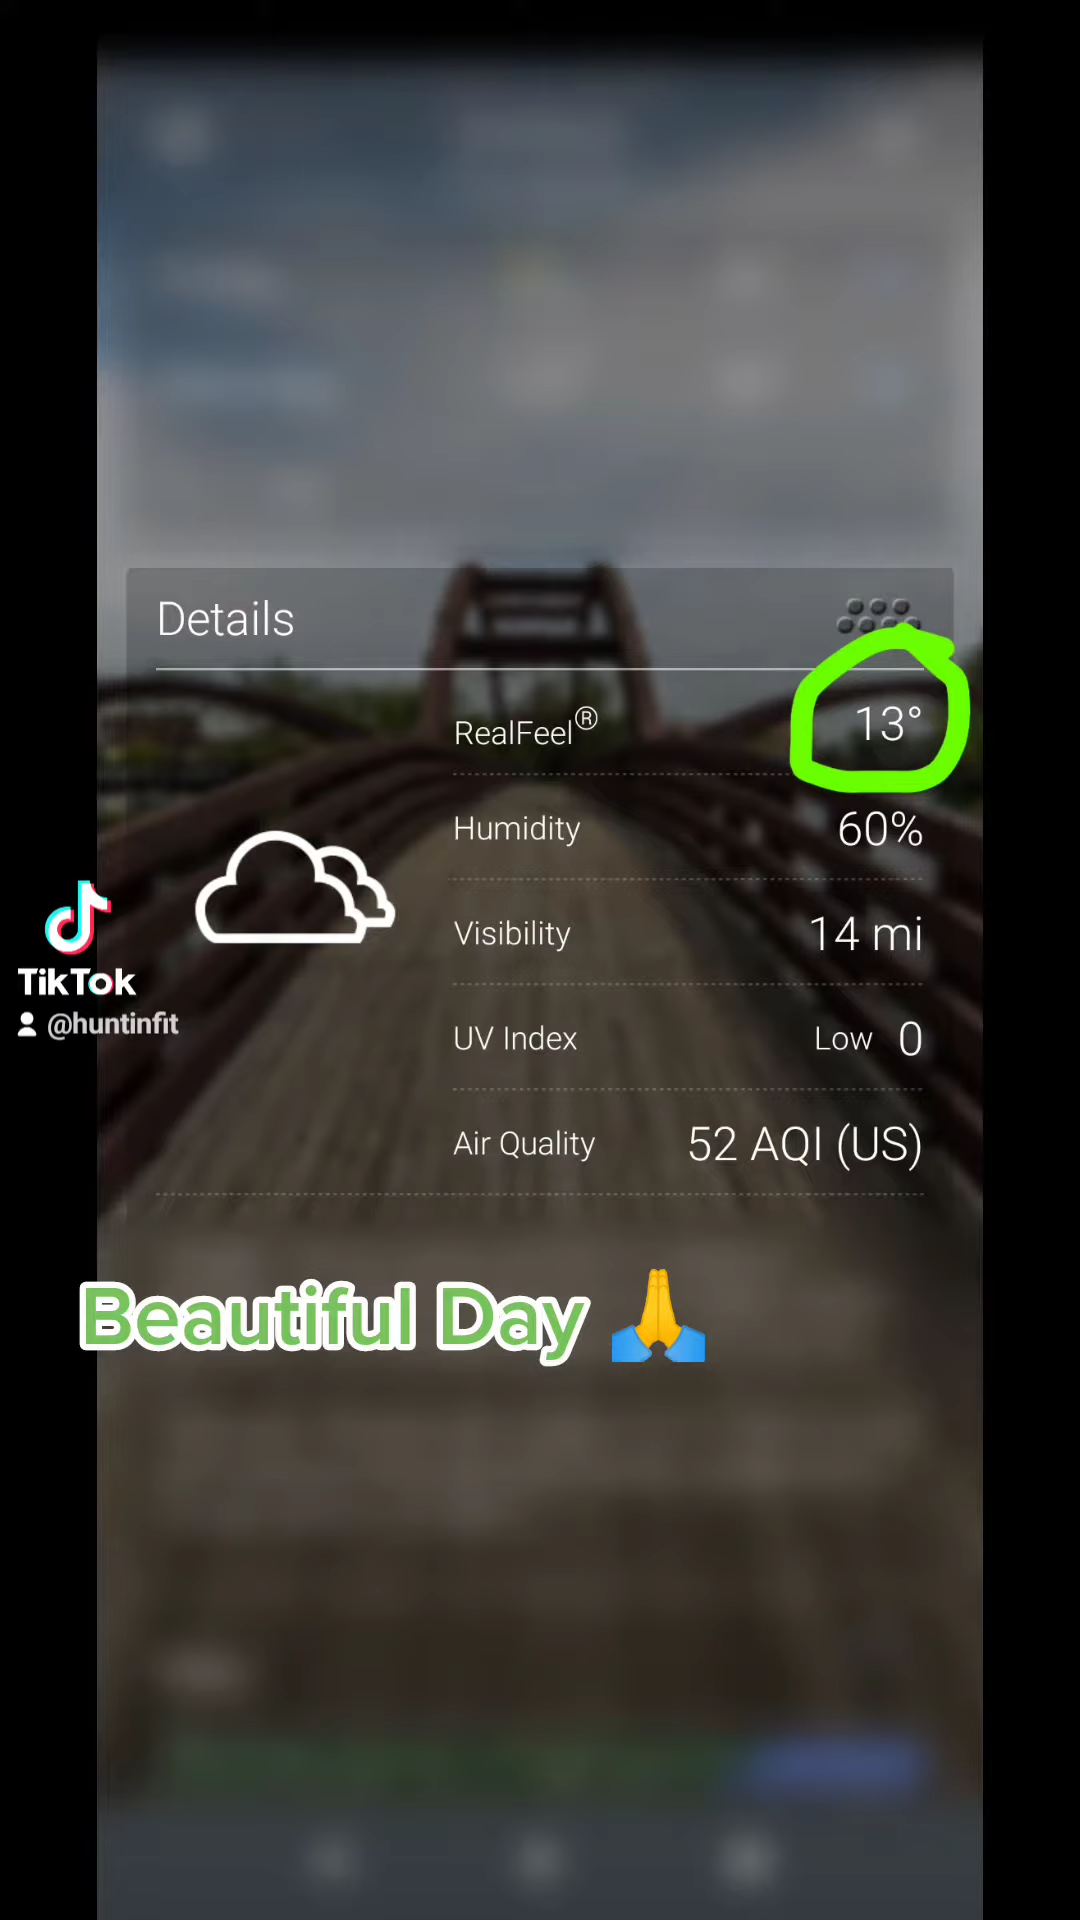 Details
RealFeel® 13°
Humidity 60%
Visibility 14 mi
UV Index Low 0
Air Quality 52 AQI (US)
TikTok
@huntinfit
Beautiful Day 🙏